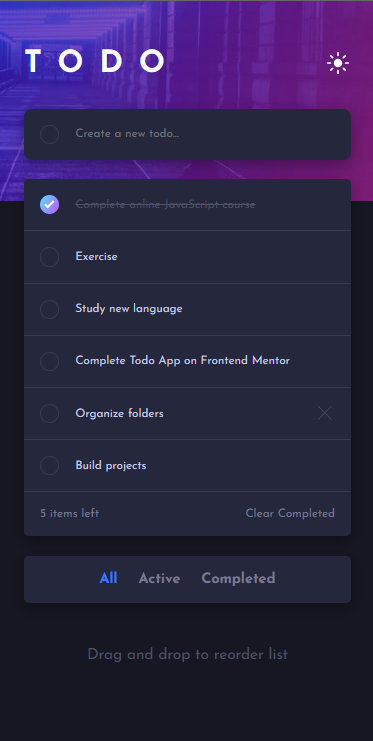 TODO
Create a new todo...
Complete online JavaScript course
Exercise
Study new language
Complete Todo App on Frontend Mentor
Organize folders
Build projects
5 items left
Clear Completed
All Active Completed
Drag and drop to reorder list